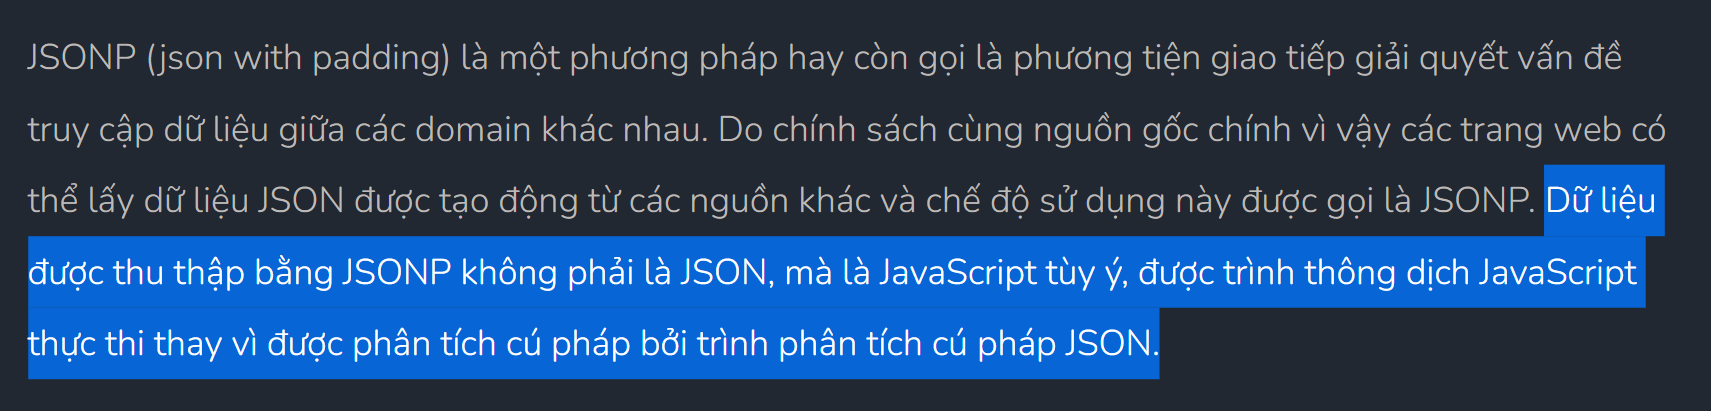 JSONP (json with padding) là một phương pháp hay còn gọi là phương tiện giao tiếp giải quyết vấn đề
truy cập dữ liệu giữa các domain khác nhau. Do chính sách cùng nguồn gốc chính vì vậy các trang web có
thể lấy dữ liệu JSON được tạo động từ các nguồn khác và chế độ sử dụng này được gọi là JSONP. Dữ liệu
được thu thập bằng JSONP không phải là JSON, mà là JavaScript tùy ý, được trình thông dịch JavaScript
thực thi thay vì được phân tích cú pháp bởi trình phân tích cú pháp JSON.